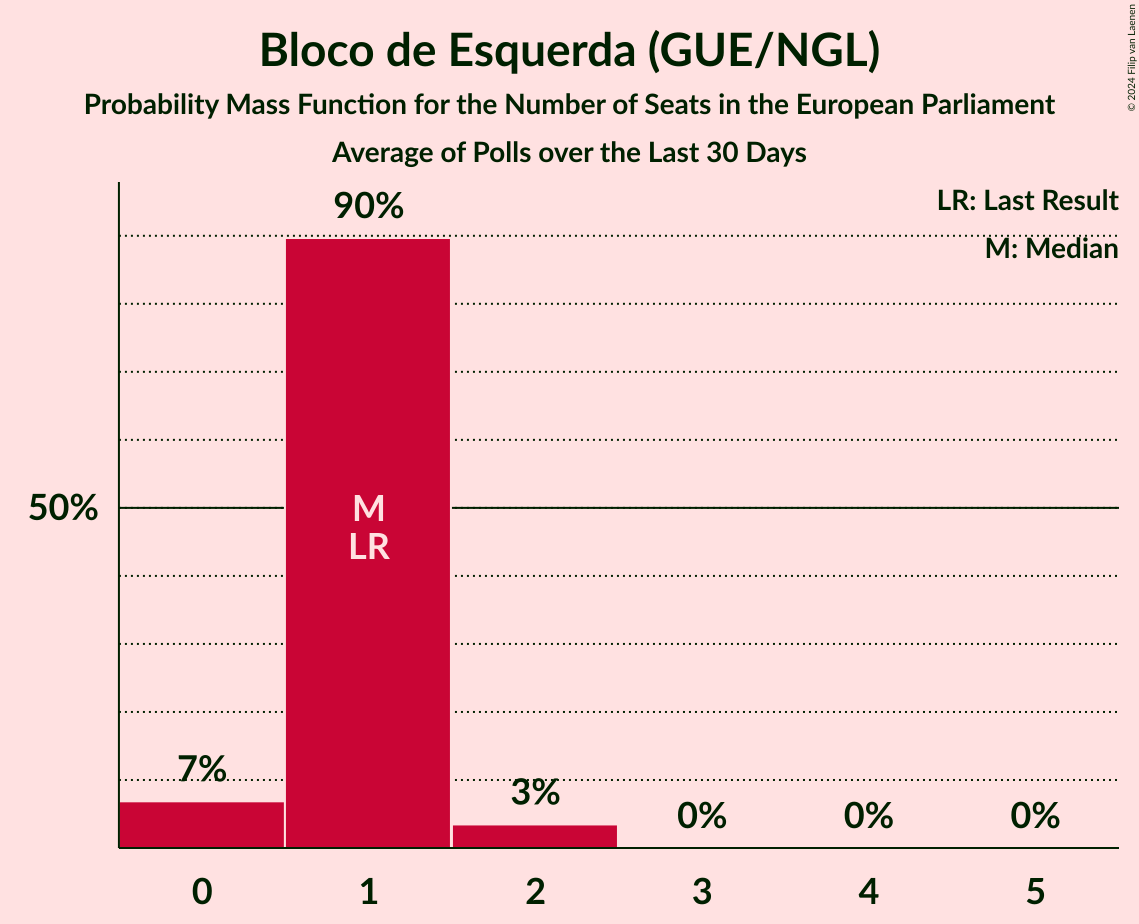 Bloco de Esquerda (GUE/NGL)
Probability Mass Function for the Number of Seats in the European Parliament
Average of Polls over the Last 30 Days
© 2024 Filip van Laenen
LR: Last Result
M: Median
90%
50%
M
LR
7%
3%
0%
0%
0%
0
1
2
3
4
5